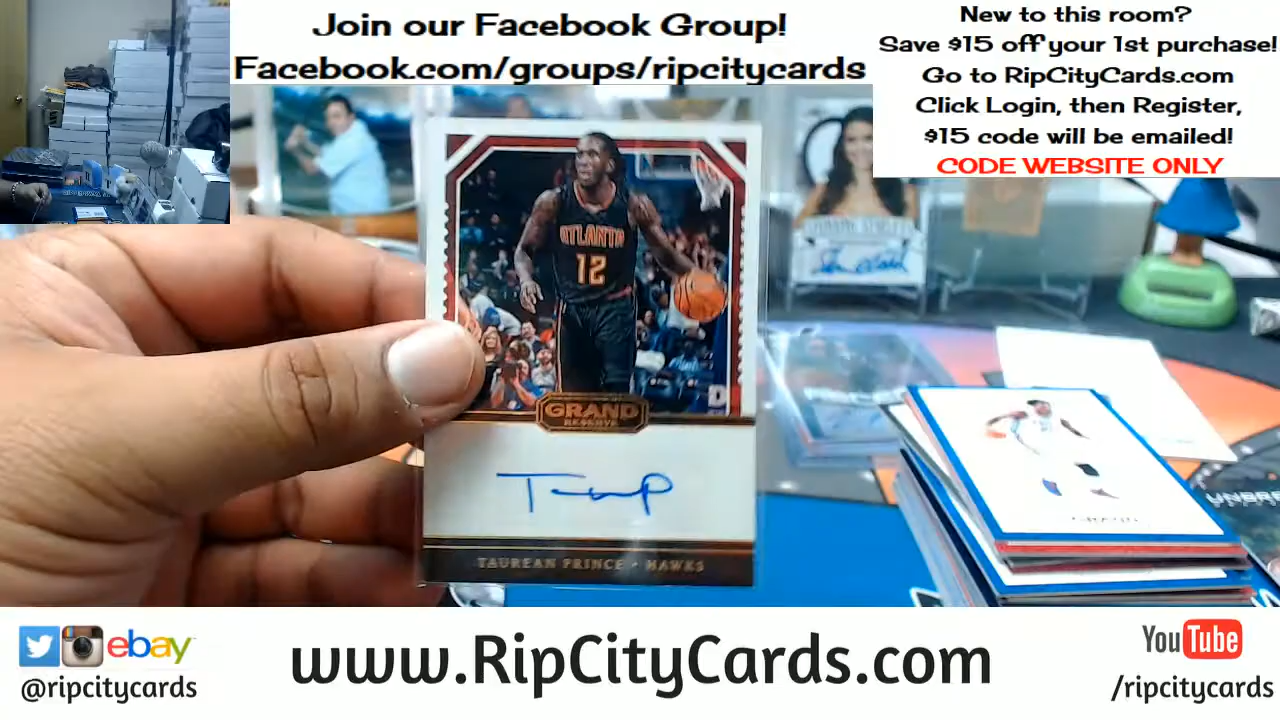 Join our Facebook Group!
Facebook.com/groups/ripcitycards
New to this room?
Save $15 off your 1st purchase!
Go to RipCityCards.com
Click Login, then Register,
$15 code will be emailed!
CODE WEBSITE ONLY
ATLANTA
12
GRAND
RESERVE
TAUREAN PRINCE • HAWKS
ebay
@ripcitycards
www.RipCityCards.com
YouTube
/ripcitycards